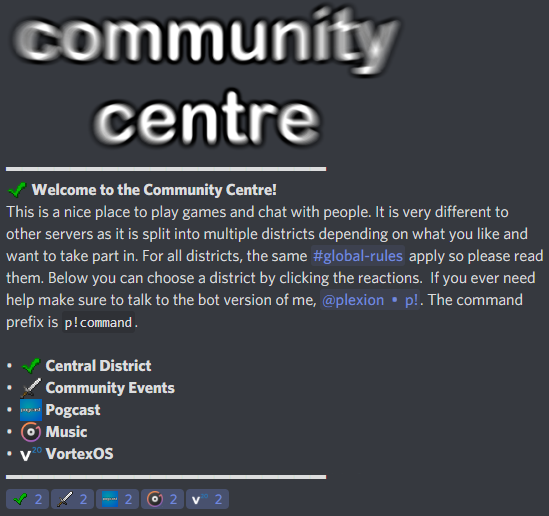 community
centre
Welcome to the Community Centre!
This is a nice place to play games and chat with people. It is very different to
other servers as it is split into multiple districts depending on what you like and
want to take part in. For all districts, the same #global-rules apply so please read
them. Below you can choose a district by clicking the reactions.  If you ever need
help make sure to talk to the bot version of me, @plexion • p!. The command
prefix is p!command.
• Central District
• Community Events
• Pogcast
• Music
• v20 VortexOS
2 2 2 2 v20 2